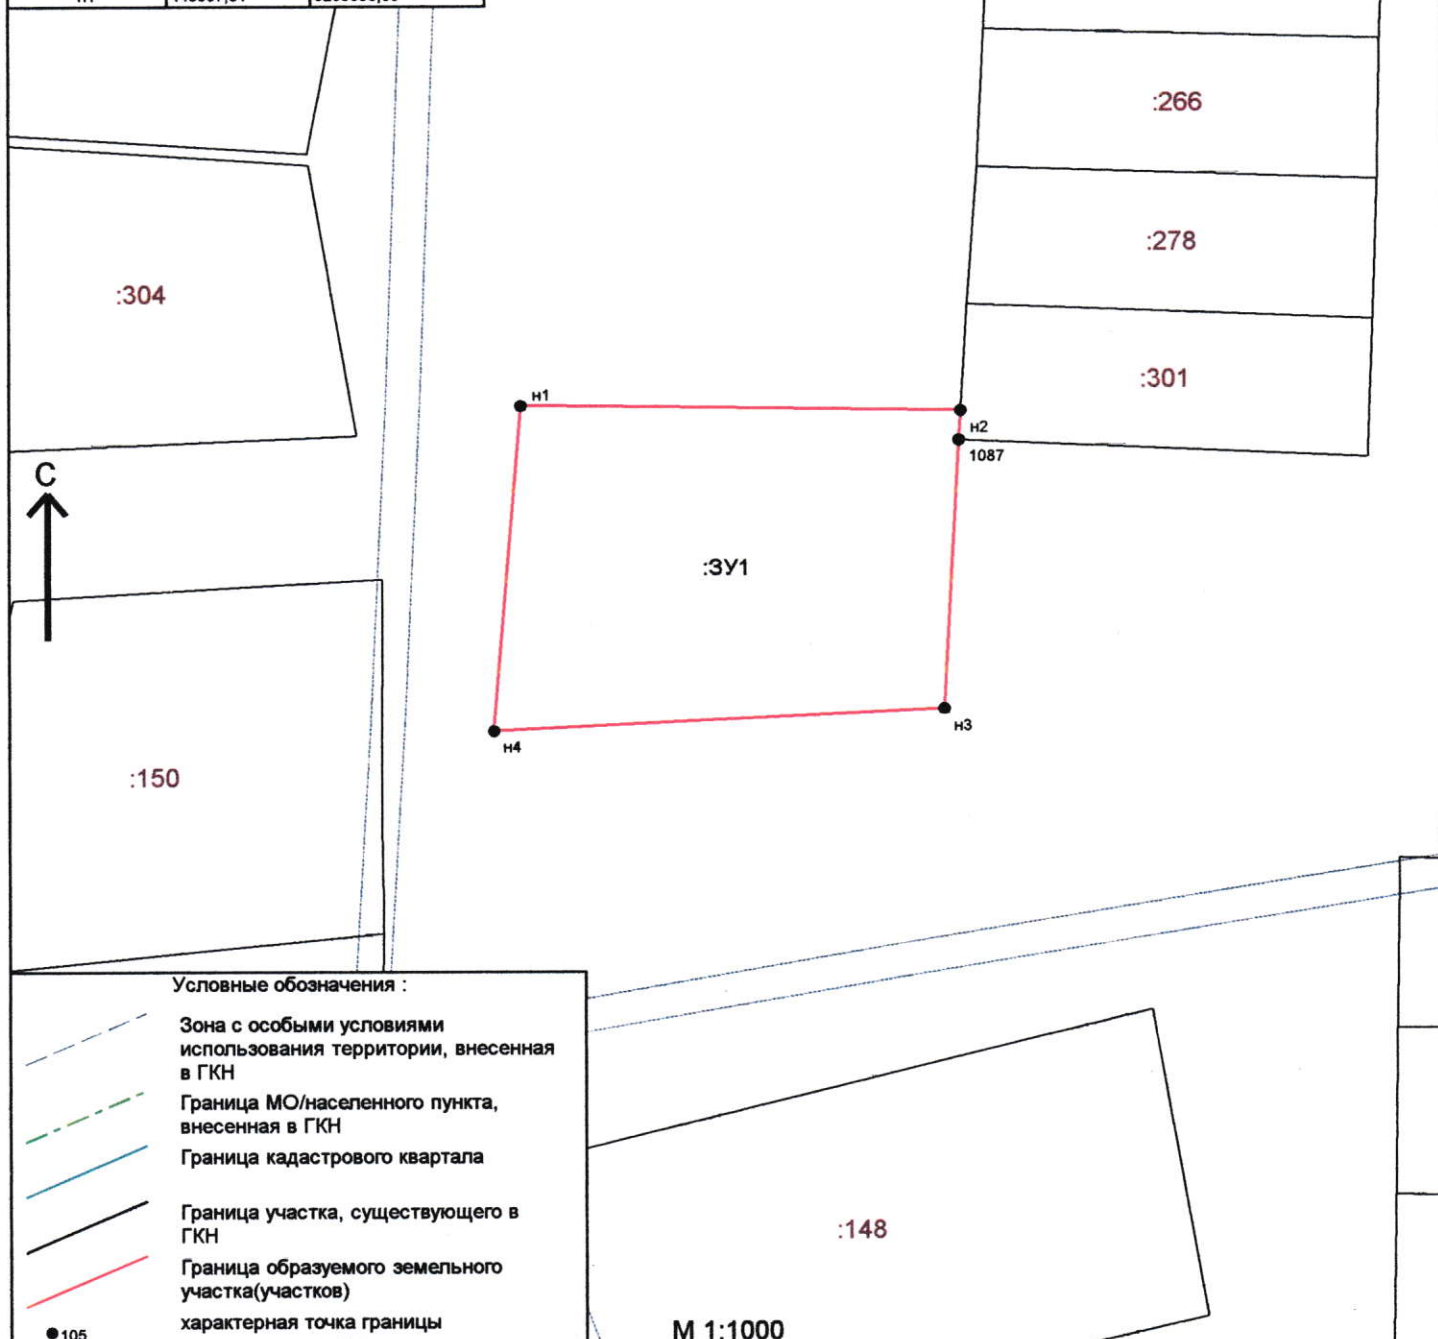 :266
:278
:304
:301
н1
н2
1087
С
:ЗУ1
н3
н4
:150
Условные обозначения :
Зона с особыми условиями
использования территории, внесенная
в ГКН
Граница МО/населенного пункта,
внесенная в ГКН
Граница кадастрового квартала
Граница участка, существующего в
ГКН
Граница образуемого земельного
участка(участков)
характерная точка границы
105
:148
М 1:1000